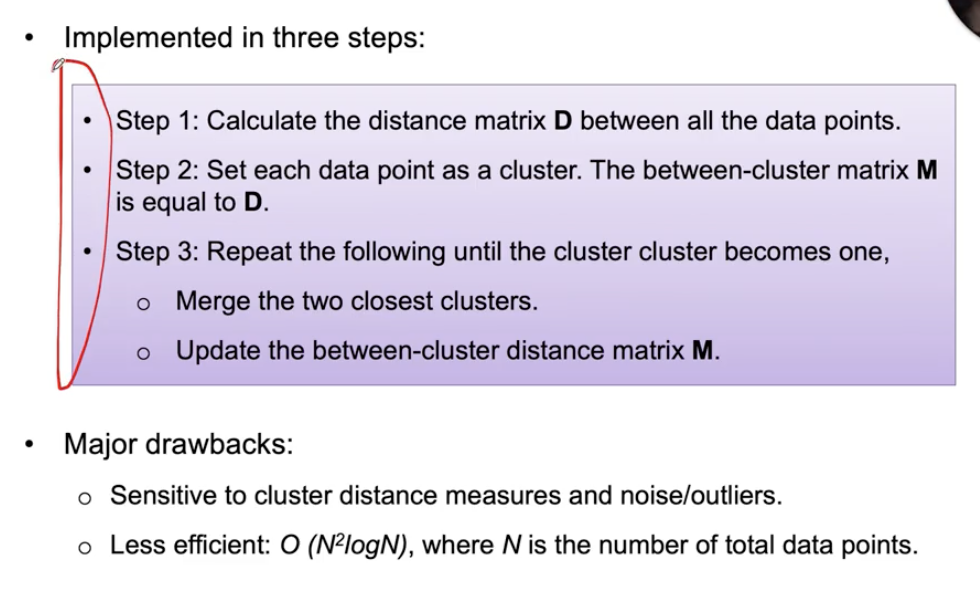 • Implemented in three steps:
• Step 1: Calculate the distance matrix D between all the data points.
• Step 2: Set each data point as a cluster. The between-cluster matrix M
is equal to D.
• Step 3: Repeat the following until the cluster cluster becomes one,
o Merge the two closest clusters.
o Update the between-cluster distance matrix M.
• Major drawbacks:
o Sensitive to cluster distance measures and noise/outliers.
o Less efficient: O (N²logN), where N is the number of total data points.